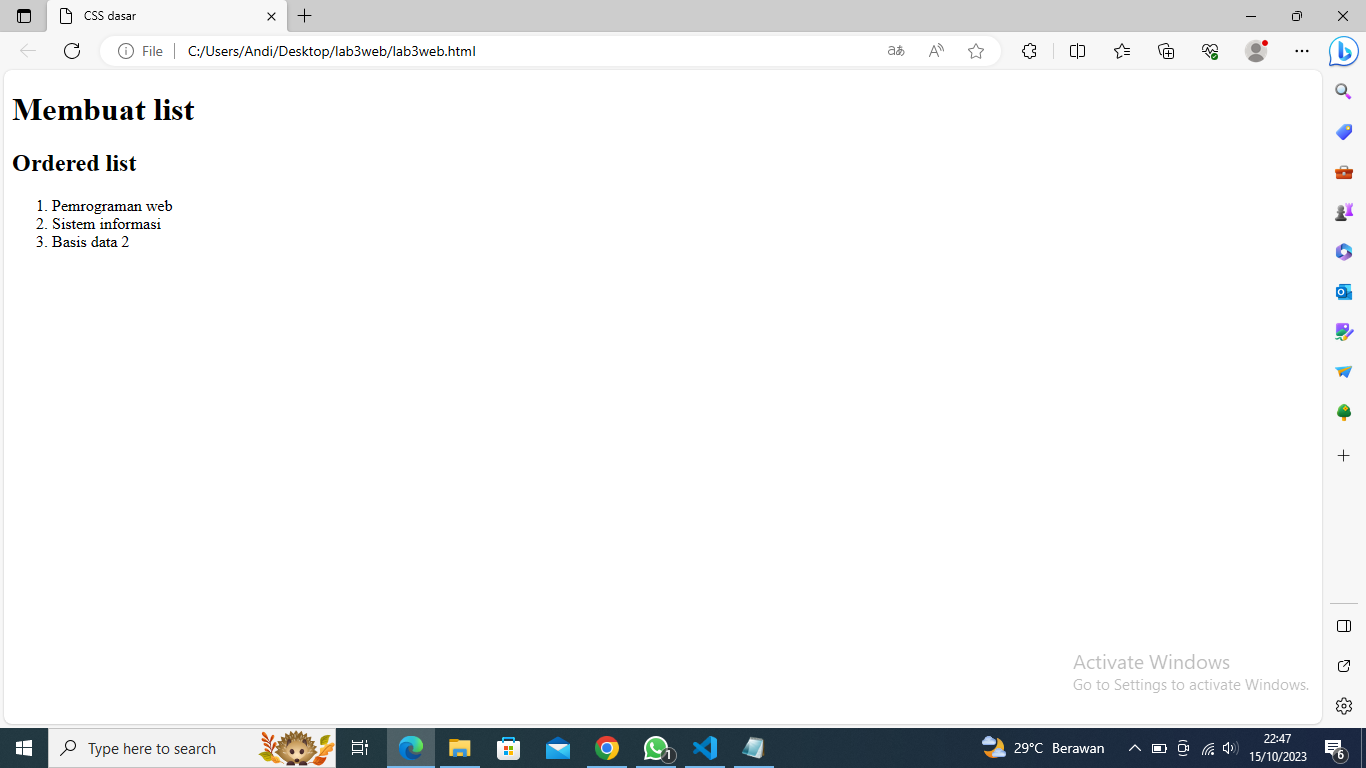 CSS dasar
File
C:/Users/Andi/Desktop/lab3web/lab3web.html
Membuat list
Ordered list
1. Pemrograman web
2. Sistem informasi
3. Basis data 2
Activate Windows
Go to Settings to activate Windows.
Type here to search
1
29°C Berawan
22:47
15/10/2023
6